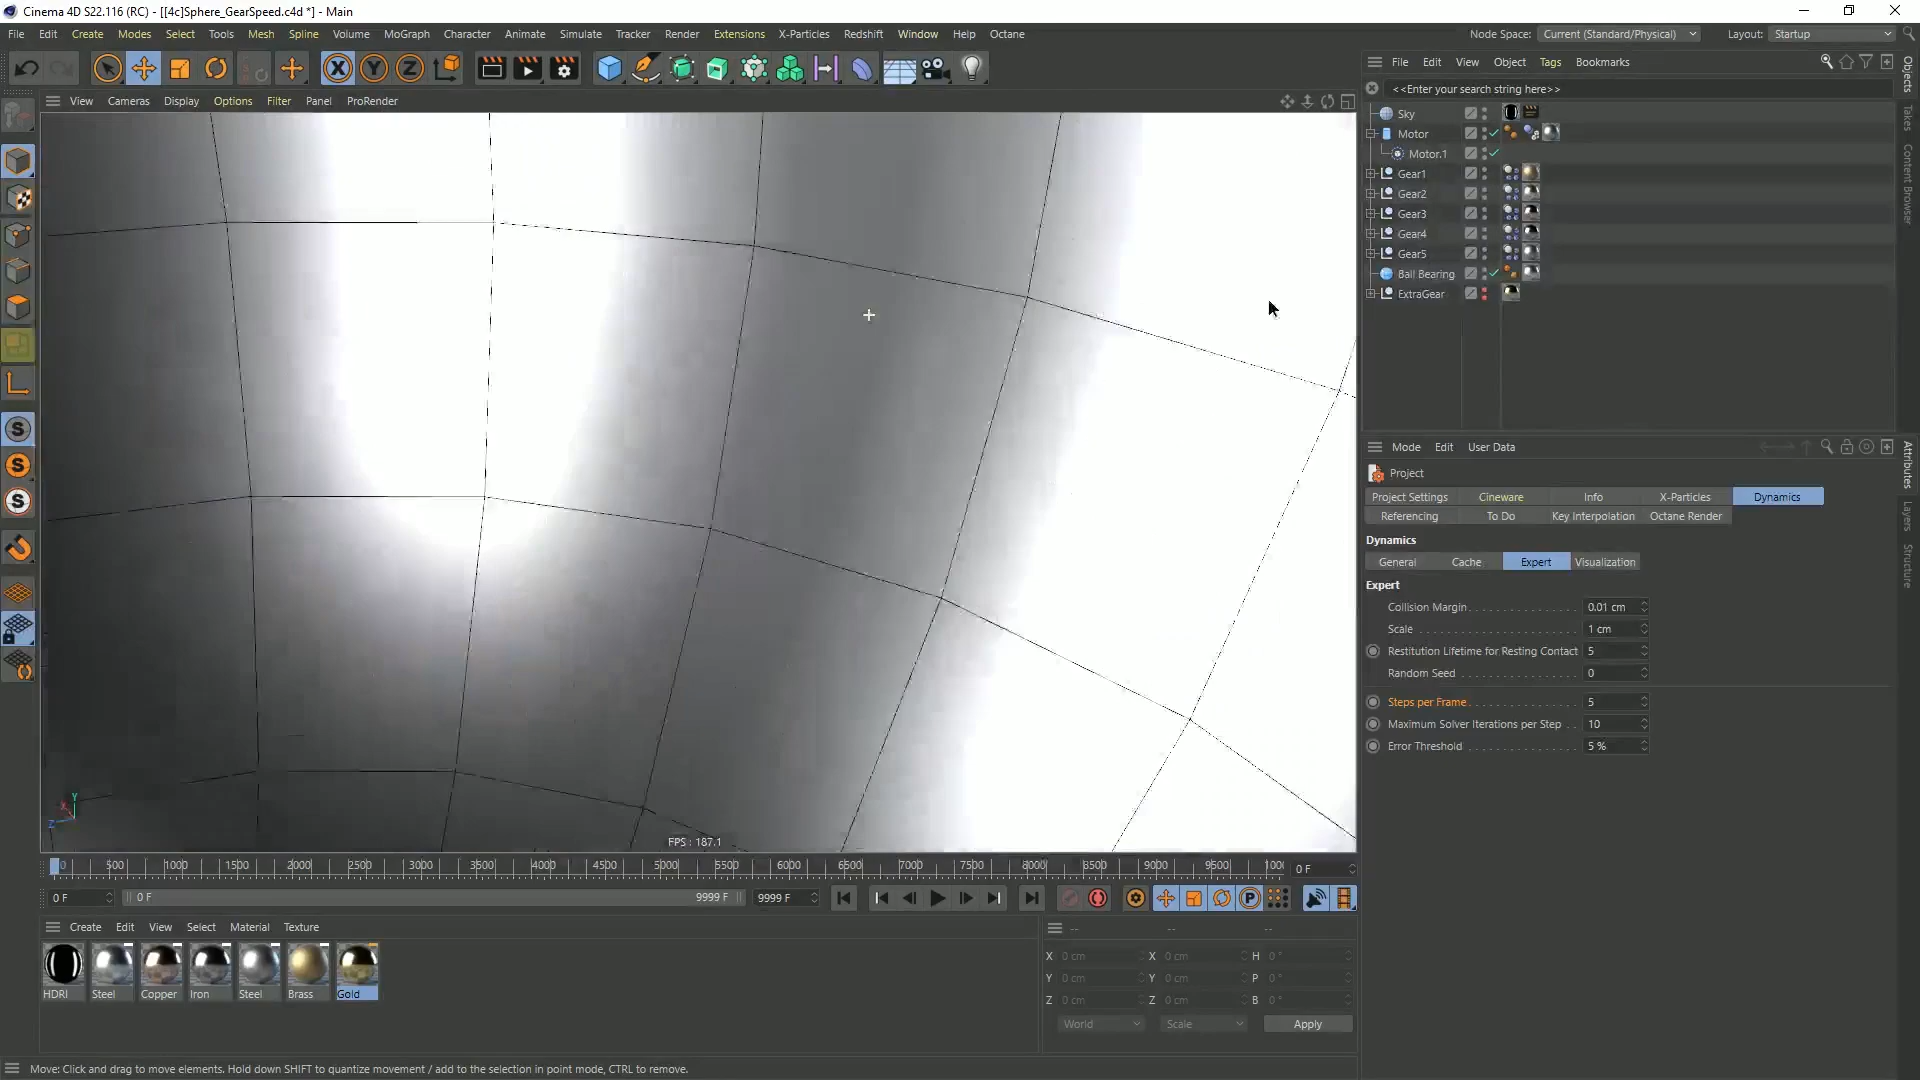 Cinema 4D S22.116 (RC) - [[4c]Sphere_GearSpeed.c4d *] - Main
File Edit Create Modes Select Tools Mesh Spline Volume MoGraph Character Animate Simulate Tracker Render Extensions X-Particles Redshift Window Help Octane
Node Space: Current (Standard/Physical) Layout: Startup
X Y Z
View Cameras Display Options Filter Panel ProRender
File Edit View Object Tags Bookmarks
<<Enter your search string here>>
Sky
Motor
Motor.1
Gear1
Gear2
Gear3
Gear4
Gear5
Ball Bearing
ExtraGear
Objects
Takes
Content Browser
Mode Edit User Data
Project
Project Settings Cineware Info X-Particles Dynamics
Referencing To Do Key Interpolation Octane Render
Dynamics
General Cache Expert Visualization
Expert
Collision Margin 0.01 cm
Scale 1 cm
Restitution Lifetime for Resting Contact 5
Random Seed 0
Steps per Frame 5
Maximum Solver Iterations per Step 10
Error Threshold 5 %
Attributes
Layers
Structure
S
S
S
Y
X
Z
FPS : 187.1
0 500 1000 1500 2000 2500 3000 3500 4000 4500 5000 5500 6000 6500 7000 7500 8000 8500 9000 9500 1000 0 F
0 F 0 F 9999 F 9999 F P
Create Edit View Select Material Texture
HDRI Steel Copper Iron Steel Brass Gold
-- -- --
X 0 cm X 0 cm H 0 °
Y 0 cm Y 0 cm P 0 °
Z 0 cm Z 0 cm B 0 °
World Scale Apply
Move: Click and drag to move elements. Hold down SHIFT to quantize movement / add to the selection in point mode, CTRL to remove.